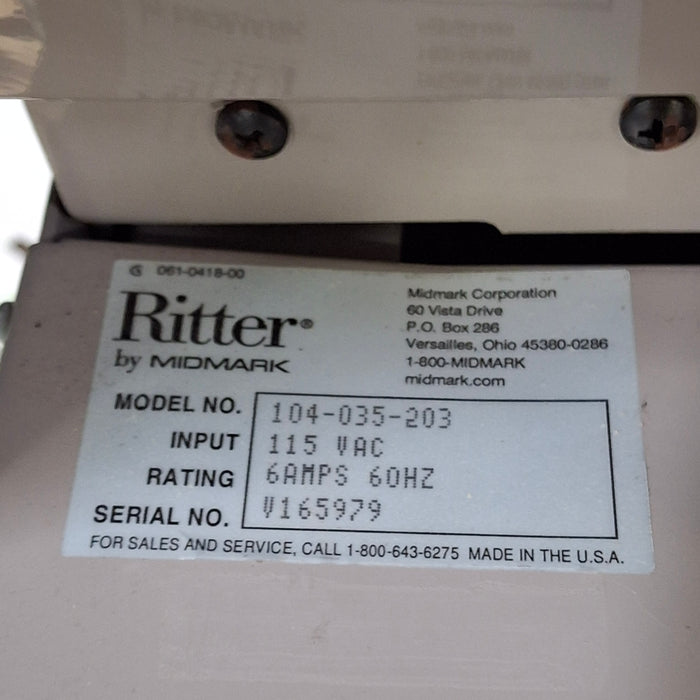 061-0418-00
Ritter®
by MIDMARK
Midmark Corporation
60 Vista Drive
P.O. Box 286
Versailles, Ohio 45380-0286
1-800-MIDMARK
midmark.com
MODEL NO. 104-035-203
INPUT 115 VAC
RATING 6AMPS 60HZ
SERIAL NO. V165979
FOR SALES AND SERVICE, CALL 1-800-643-6275 MADE IN THE U.S.A.